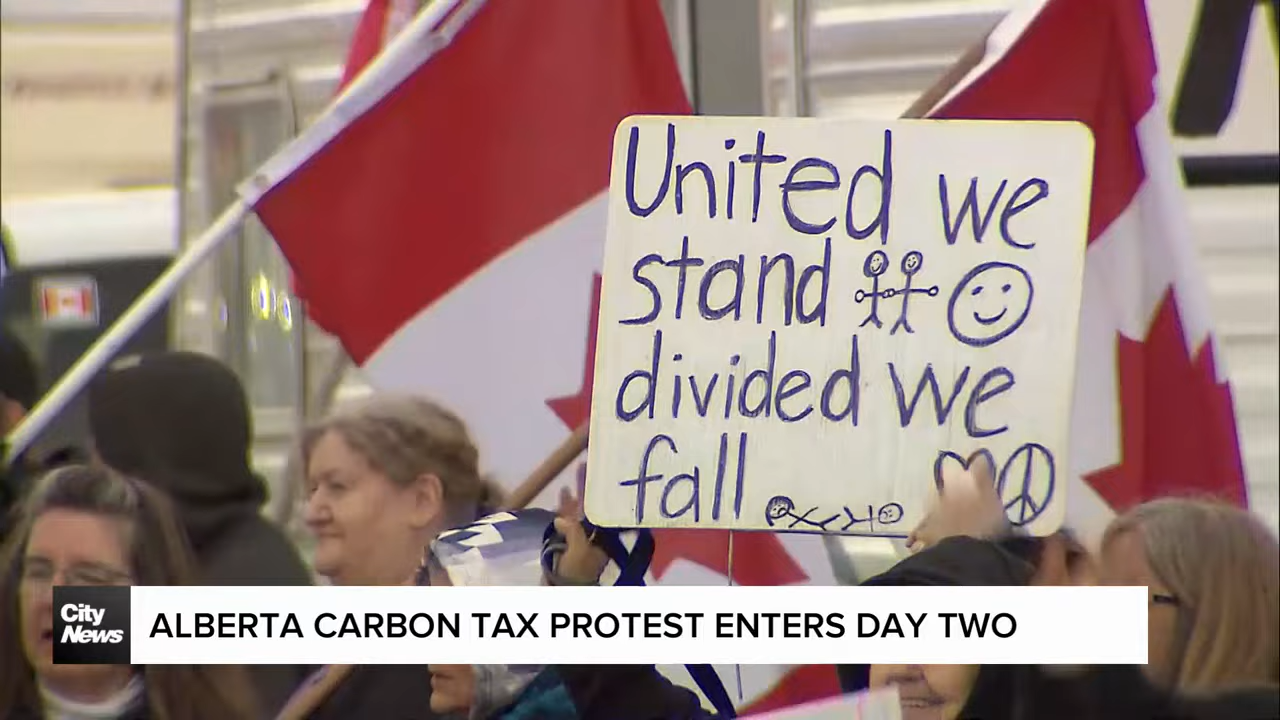 United we
stand
divided we
fall
City
News
ALBERTA CARBON TAX PROTEST ENTERS DAY TWO